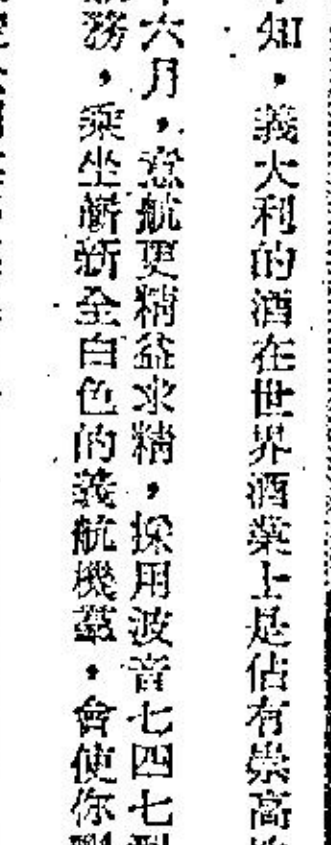 知，義大利的酒在世界酒業上是佔有崇高
六月，意航更精益求精，採用波音七四七
務，乘坐嶄新全白色的義航機羣，會使你